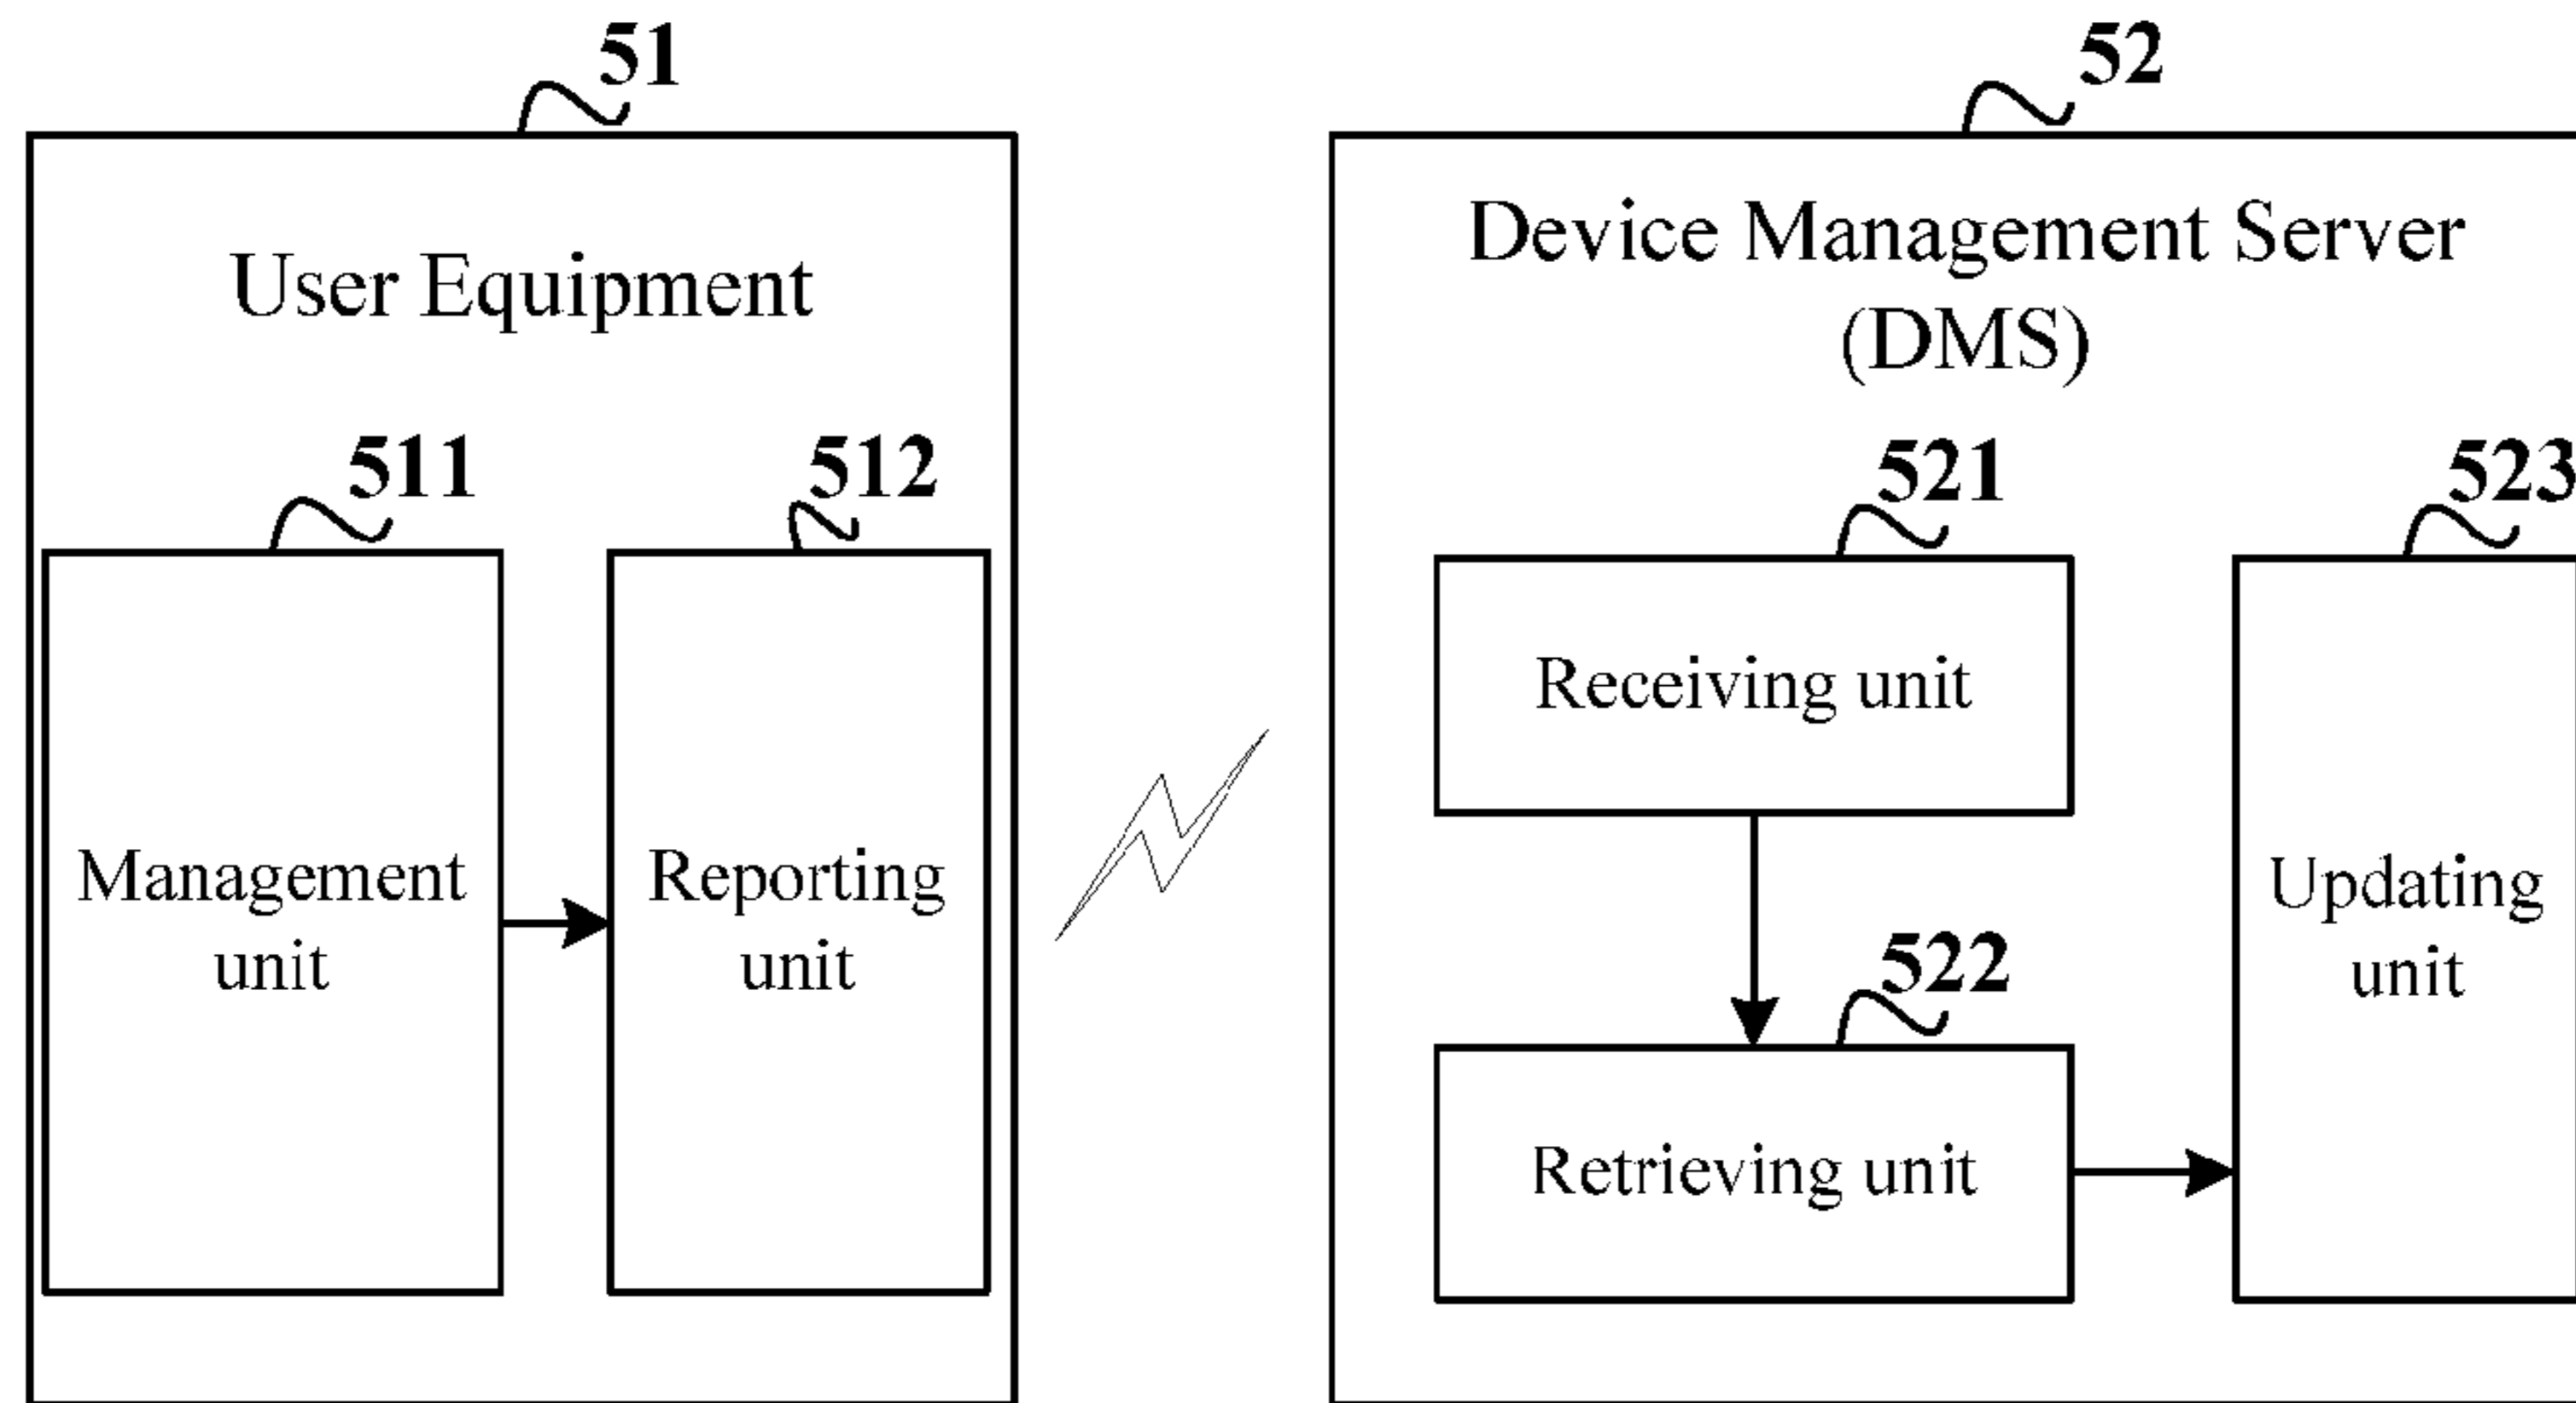 51
52
User Equipment
Device Management Server
(DMS)
511
512
521
523
Receiving unit
Management
unit
Reporting
unit
Updating
unit
522
Retrieving unit